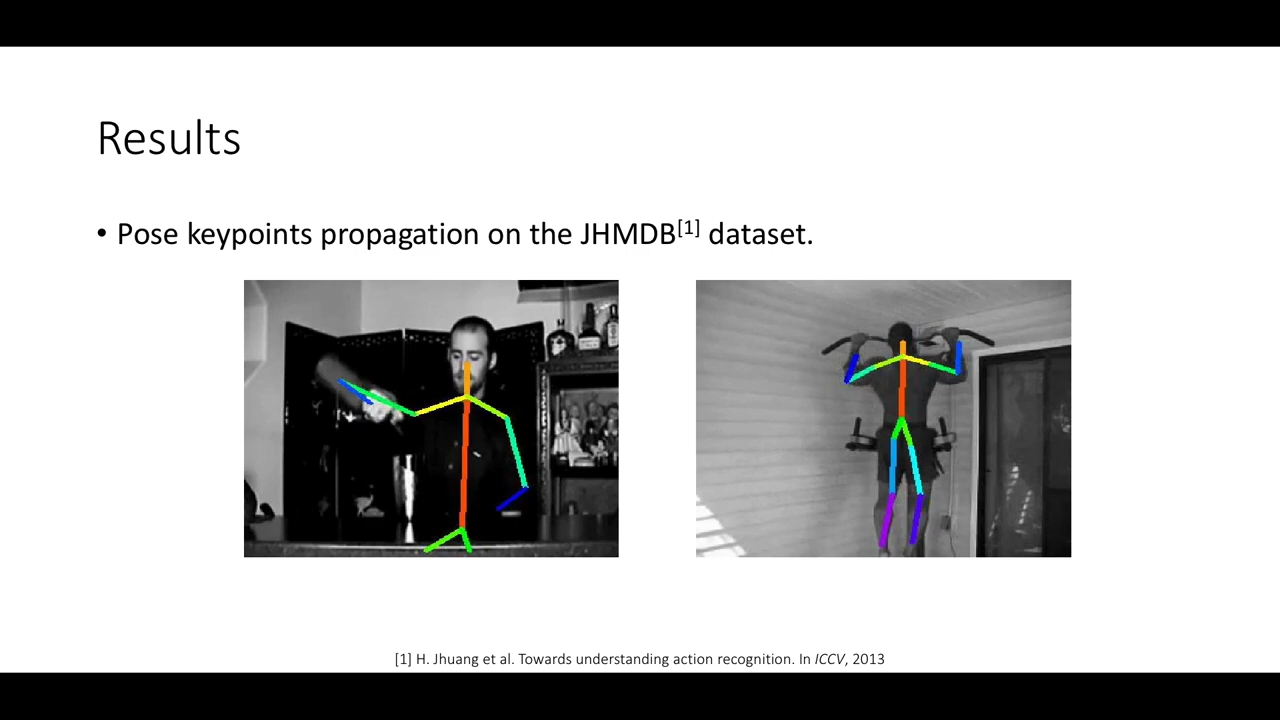 Results
• Pose keypoints propagation on the JHMDB[1] dataset.
[1] H. Jhuang et al. Towards understanding action recognition. In ICCV, 2013